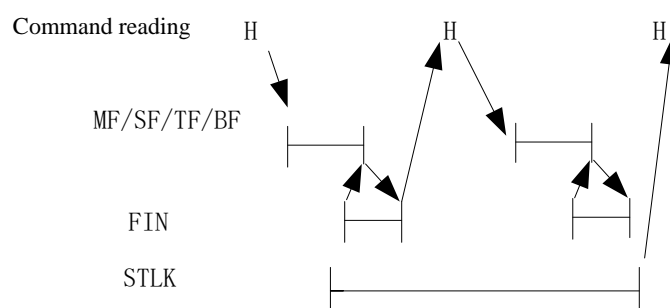 Command reading H H H
MF/SF/TF/BF
FIN
STLK